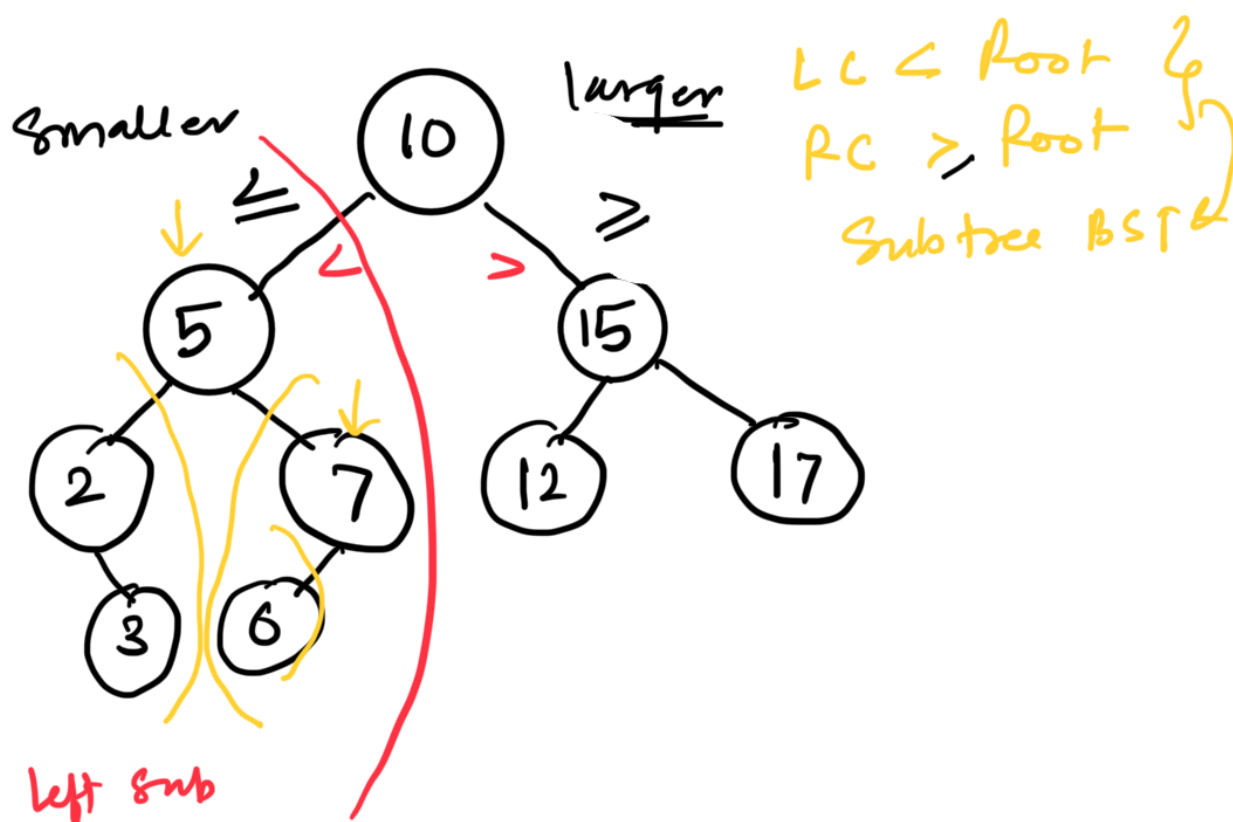 LC < Root &
larger
Smaller
10
RC ≥ Root
≤
≥
Subtree BST
<
>
5
15
2
7
12
17
3
6
left sub